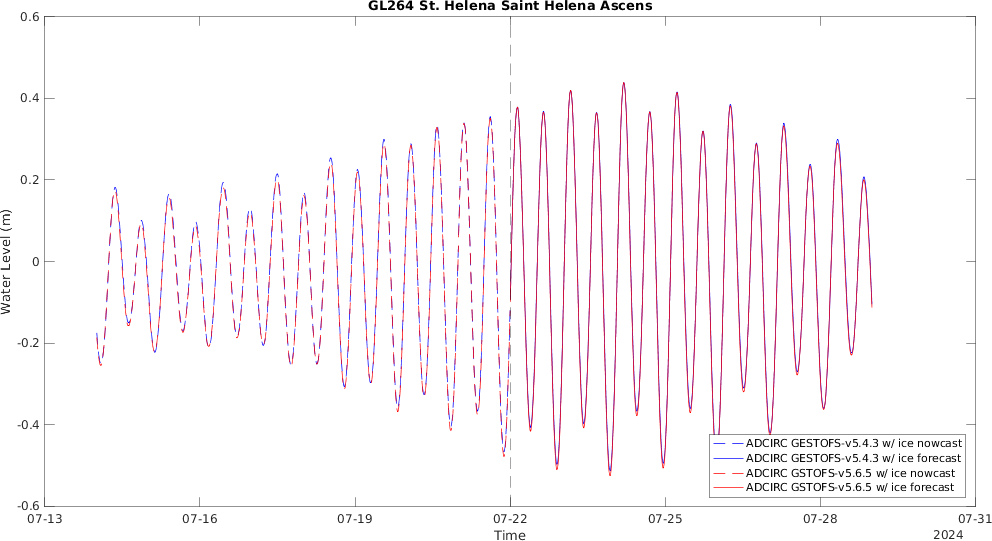 GL264 St. Helena Saint Helena Ascens
0.6
0.4
0.2
0
-0.2
-0.4
-0.6
Water Level (m)
07-13
07-16
07-19
07-22
07-25
07-28
07-31
Time
2024
ADCIRC GESTOFS-v5.4.3 w/ ice nowcast
ADCIRC GESTOFS-v5.4.3 w/ ice forecast
ADCIRC GSTOFS-v5.6.5 w/ ice nowcast
ADCIRC GSTOFS-v5.6.5 w/ ice forecast